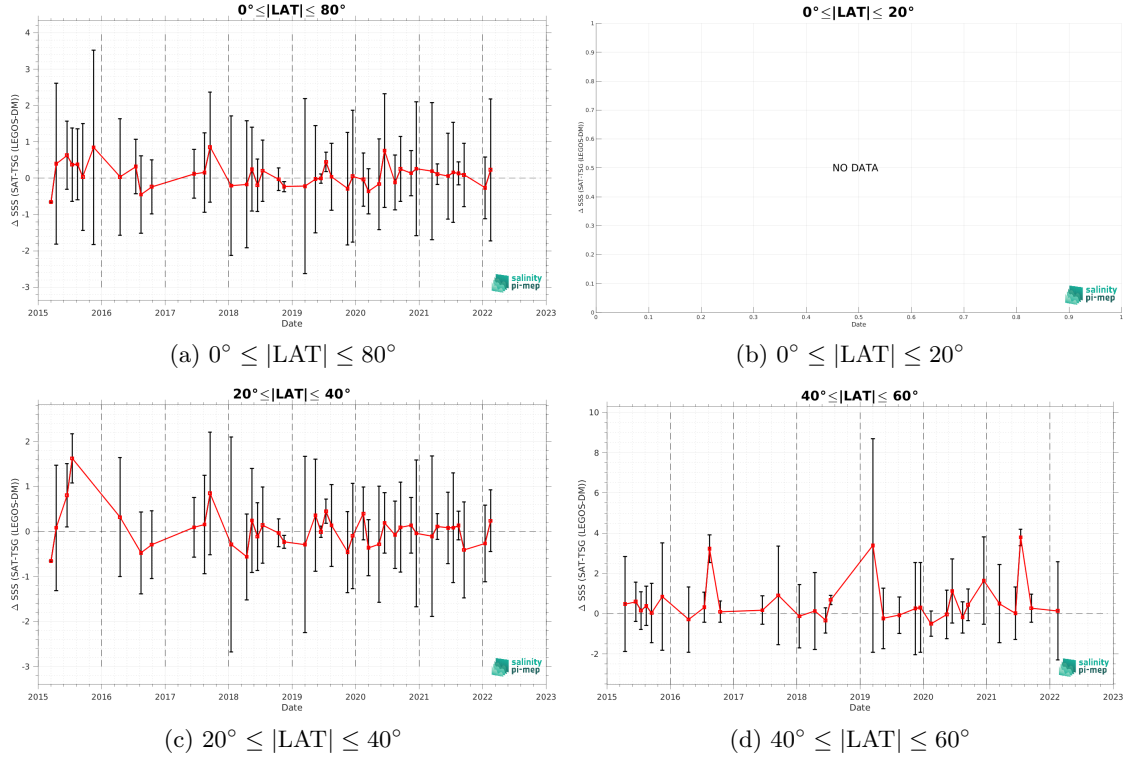 0°≤|LAT|≤ 80°
Δ SSS (SAT-TSG (LEGOS-DM))
4
3
2
1
0
-1
-2
-3
2015 2016 2017 2018 2019 2020 2021 2022 2023
Date
salinity
pi-mep
(a) 0° ≤ |LAT| ≤ 80°
0°≤|LAT|≤ 20°
Δ SSS (SAT-TSG (LEGOS-DM))
1
0.9
0.8
0.7
0.6
0.5
0.4
0.3
0.2
0.1
0
NO DATA
0 0.1 0.2 0.3 0.4 0.5 0.6 0.7 0.8 0.9 1
Date
salinity
pi-mep
(b) 0° ≤ |LAT| ≤ 20°
20°≤|LAT|≤ 40°
Δ SSS (SAT-TSG (LEGOS-DM))
2
1
0
-1
-2
-3
2015 2016 2017 2018 2019 2020 2021 2022 2023
Date
salinity
pi-mep
(c) 20° ≤ |LAT| ≤ 40°
40°≤|LAT|≤ 60°
Δ SSS (SAT-TSG (LEGOS-DM))
10
8
6
4
2
0
-2
2015 2016 2017 2018 2019 2020 2021 2022 2023
Date
salinity
pi-mep
(d) 40° ≤ |LAT| ≤ 60°